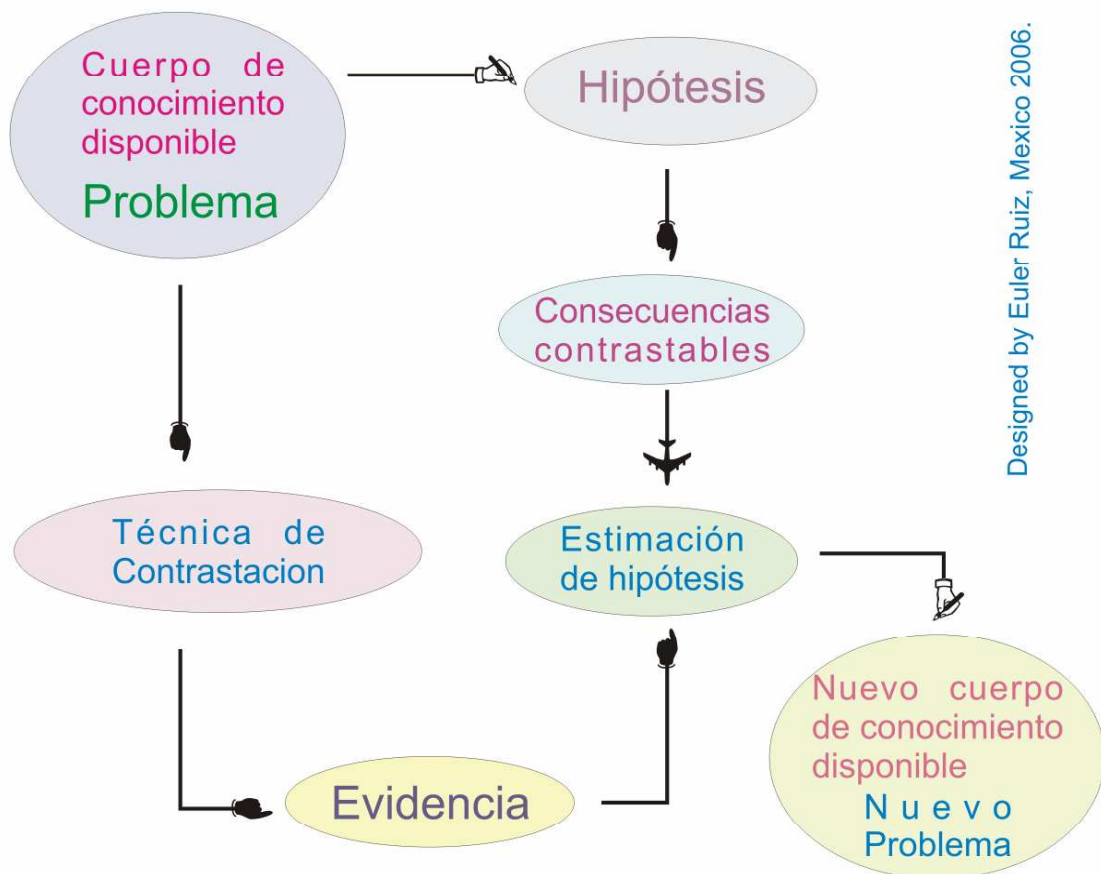 Cuerpo de
conocimiento
disponible
Problema
Hipótesis
Consecuencias
contrastables
Técnica de
Contrastacion
Estimación
de hipótesis
Evidencia
Nuevo cuerpo
de conocimiento
disponible
Nuevo
Problema
Designed by Euler Ruiz, Mexico 2006.